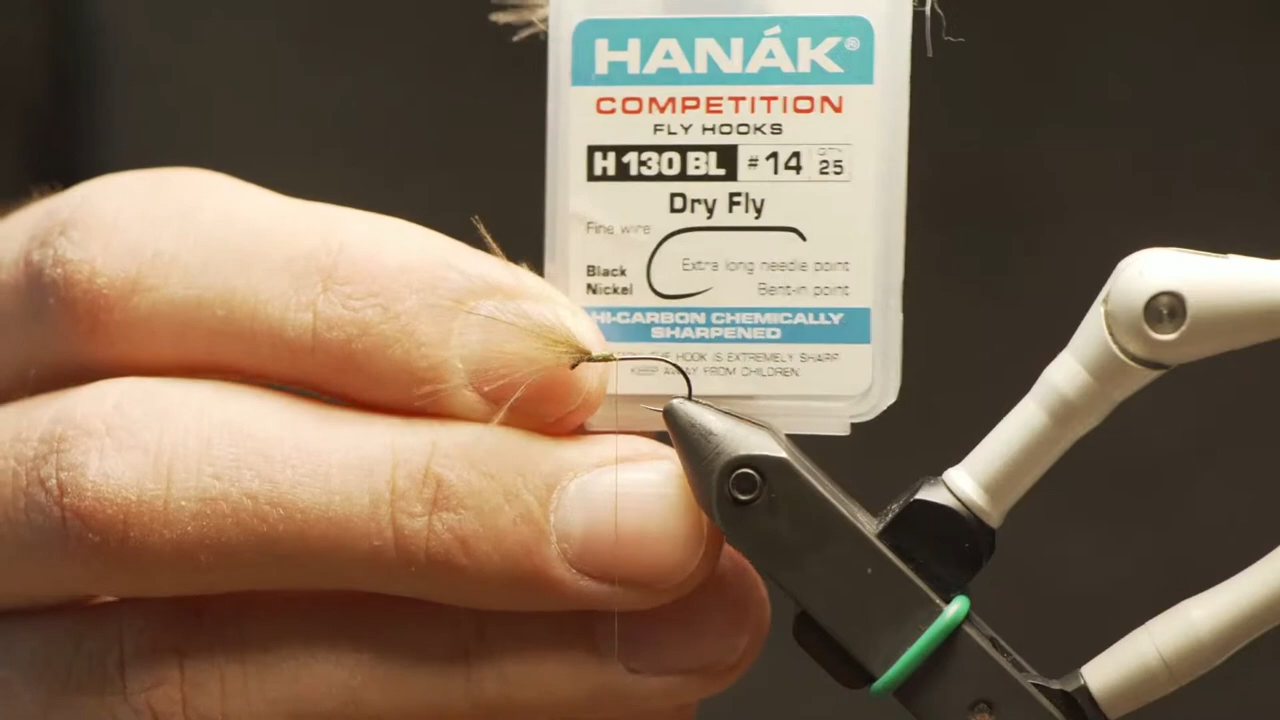 HANÁK®
COMPETITION
FLY HOOKS
H 130 BL #14 QTY 25
Dry Fly
Fine wire
Extra long needle point
Black
Nickel
Bent-in point
HI-CARBON CHEMICALLY
SHARPENED
THE HOOK IS EXTREMELY SHARP.
KEEP AWAY FROM CHILDREN.